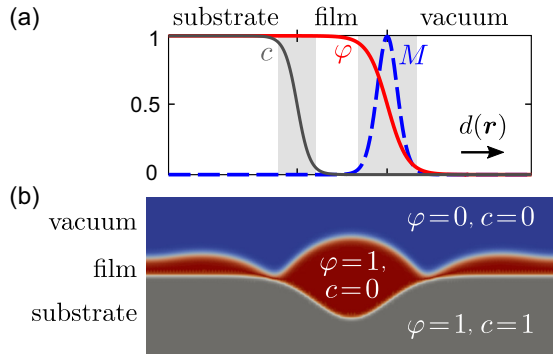 (a)
substrate film vacuum
1
0.5
0
c
φ
M
d(r)
(b)
vacuum
film
substrate
φ=0, c=0
φ=1,
c=0
φ=1, c=1